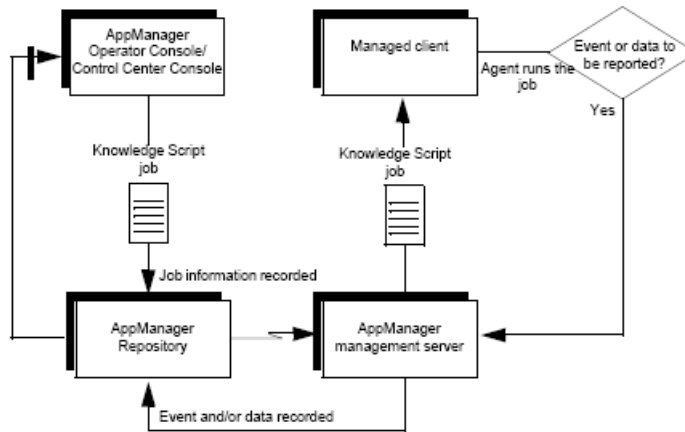 AppManager
Operator Console/
Control Center Console
Managed client
Event or data to
be reported?
Agent runs the
job
Yes
Knowledge Script
job
Knowledge Script
job
Job information recorded
AppManager
Repository
AppManager
management server
Event and/or data recorded